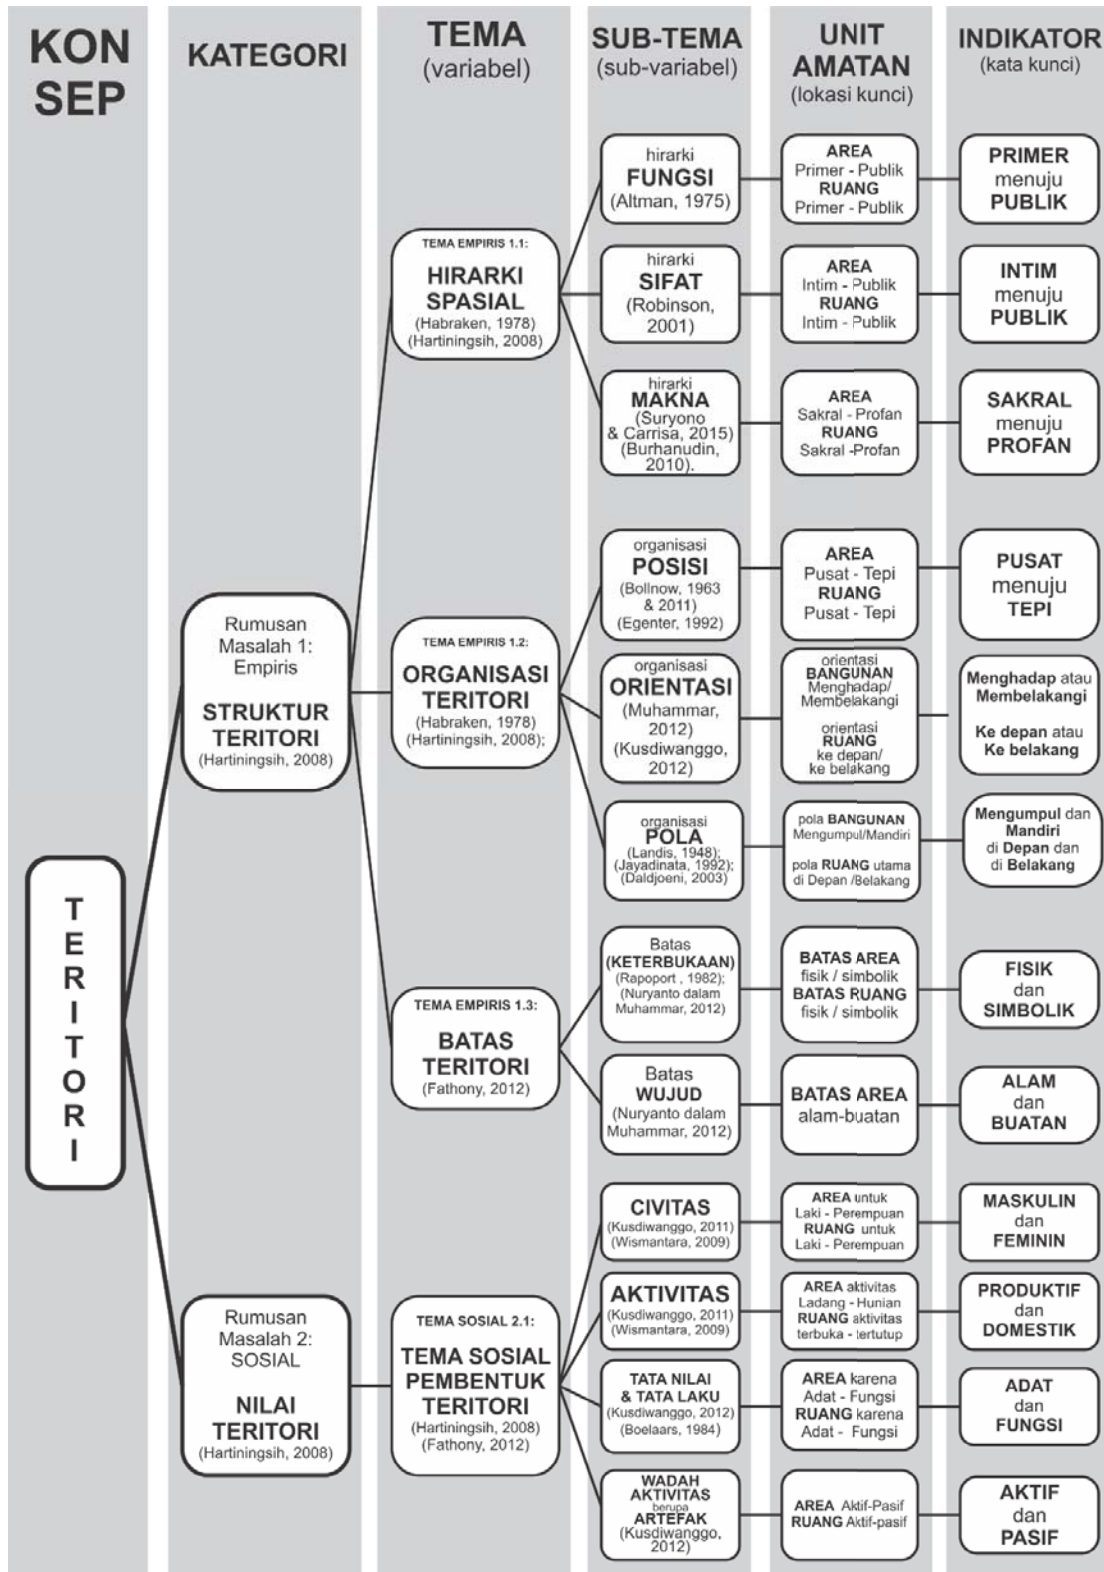 KON
SEP
KATEGORI
TEMA
(variabel)
SUB-TEMA
(sub-variabel)
UNIT
AMATAN
(lokasi kunci)
INDIKATOR
(kata kunci)
TERITORI
Rumusan
Masalah 1:
Empiris
STRUKTUR
TERITORI
(Hartiningsih, 2008)
TEMA EMPIRIS 1.1:
HIRARKI
SPASIAL
(Habraken, 1978)
(Hartiningsih, 2008)
hirarki
FUNGSI
(Altman, 1975)
AREA
Primer - Publik
RUANG
Primer - Publik
PRIMER
menuju
PUBLIK
hirarki
SIFAT
(Robinson,
2001)
AREA
Intim - Publik
RUANG
Intim - Publik
INTIM
menuju
PUBLIK
hirarki
MAKNA
(Suryono
& Carrisa, 2015)
(Burhanudin,
2010).
AREA
Sakral - Profan
RUANG
Sakral -Profan
SAKRAL
menuju
PROFAN
TEMA EMPIRIS 1.2:
ORGANISASI
TERITORI
(Habraken, 1978)
(Hartiningsih, 2008);
organisasi
POSISI
(Bollnow, 1963
& 2011)
(Egenter, 1992)
AREA
Pusat - Tepi
RUANG
Pusat - Tepi
PUSAT
menuju
TEPI
organisasi
ORIENTASI
(Muhammar,
2012)
(Kusdiwanggo,
2012)
orientasi
BANGUNAN
Menghadap/
Membelakangi
orientasi
RUANG
ke depan/
ke belakang
Menghadap atau
Membelakangi
Ke depan atau
Ke belakang
organisasi
POLA
(Landis, 1948);
(Jayadinata, 1992);
(Daldjoeni, 2003)
pola BANGUNAN
Mengumpul/Mandiri
pola RUANG utama
di Depan /Belakang
Mengumpul dan
Mandiri
di Depan dan
di Belakang
TEMA EMPIRIS 1.3:
BATAS
TERITORI
(Fathony, 2012)
Batas
(KETERBUKAAN)
(Rapoport , 1982);
(Nuryanto dalam
Muhammar, 2012)
BATAS AREA
fisik / simbolik
BATAS RUANG
fisik / simbolik
FISIK
dan
SIMBOLIK
Batas
WUJUD
(Nuryanto dalam
Muhammar, 2012)
BATAS AREA
alam-buatan
ALAM
dan
BUATAN
Rumusan
Masalah 2:
SOSIAL
NILAI
TERITORI
(Hartiningsih, 2008)
TEMA SOSIAL 2.1:
TEMA SOSIAL
PEMBENTUK
TERITORI
(Hartiningsih, 2008)
(Fathony, 2012)
CIVITAS
(Kusdiwanggo, 2011)
(Wismantara, 2009)
AREA untuk
Laki - Perempuan
RUANG untuk
Laki - Perempuan
MASKULIN
dan
FEMININ
AKTIVITAS
(Kusdiwanggo, 2011)
(Wismantara, 2009)
AREA aktivitas
Ladang - Hunian
RUANG aktivitas
terbuka - tertutup
PRODUKTIF
dan
DOMESTIK
TATA NILAI
& TATA LAKU
(Kusdiwanggo, 2012)
(Boelaars, 1984)
AREA karena
Adat - Fungsi
RUANG karena
Adat - Fungsi
ADAT
dan
FUNGSI
WADAH
AKTIVITAS
berupa
ARTEFAK
(Kusdiwanggo,
2012)
AREA Aktif-Pasif
RUANG Aktif-pasif
AKTIF
dan
PASIF